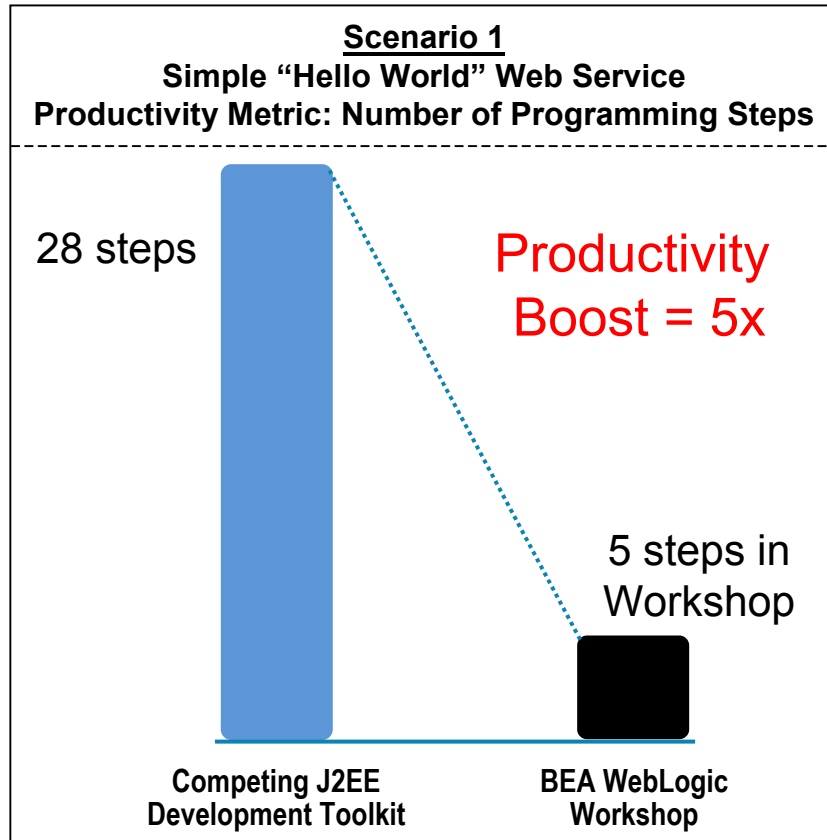 Scenario 1
Simple “Hello World” Web Service
Productivity Metric: Number of Programming Steps
28 steps
Productivity
Boost = 5x
5 steps in
Workshop
Competing J2EE
Development Toolkit
BEA WebLogic
Workshop